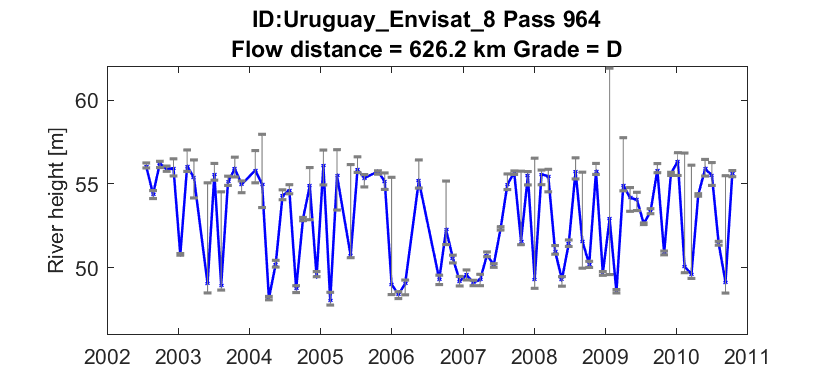 ID:Uruguay_Envisat_8 Pass 964
Flow distance = 626.2 km Grade = D
River height [m]
60
55
50
2002 2003 2004 2005 2006 2007 2008 2009 2010 2011